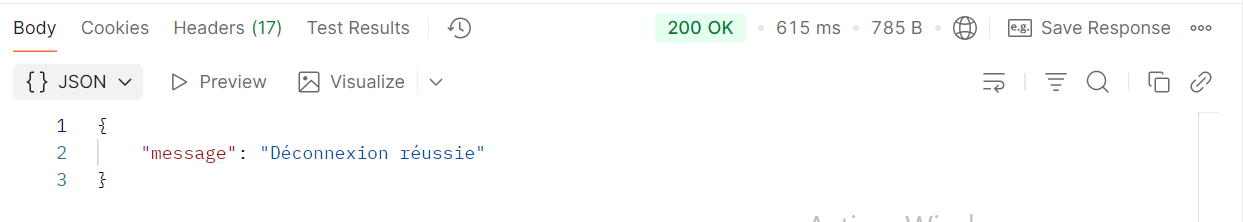 Body Cookies Headers (17) Test Results 200 OK • 615 ms • 785 B • e.g. Save Response
{} JSON Preview Visualize
1 {
2 "message": "Déconnexion réussie"
3 }